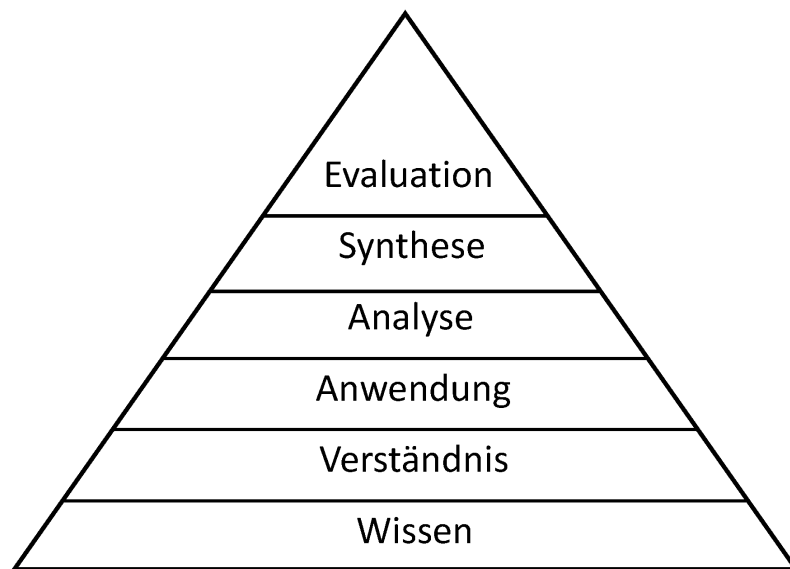 Evaluation
Synthese
Analyse
Anwendung
Verständnis
Wissen